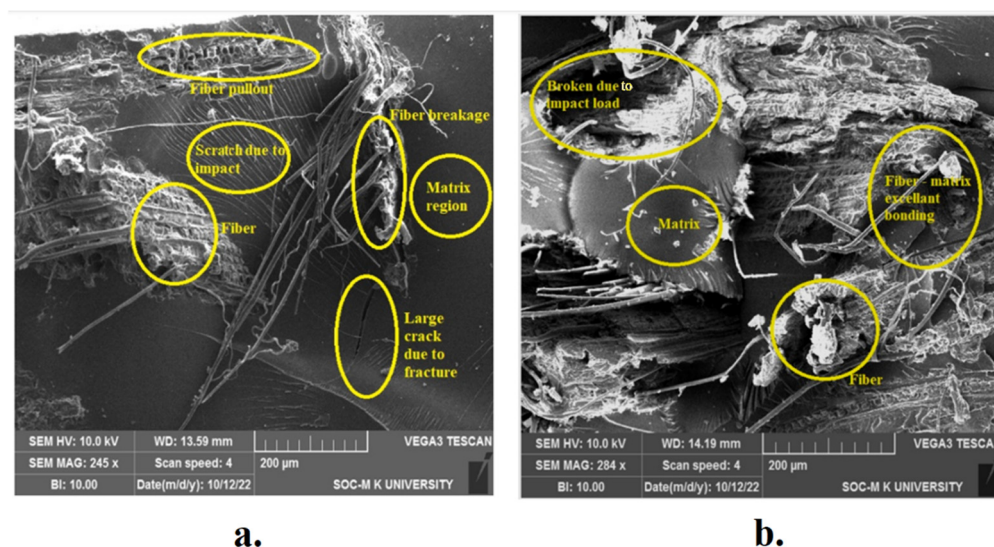 Fiber pullout
Fiber breakage
Scratch due to
impact
Matrix
region
Fiber
Large
crack
due to
fracture
SEM HV: 10.0 kV
WD: 13.59 mm
VEGA3 TESCAN
SEM MAG: 245 x
Scan speed: 4
200 µm
BI: 10.00
Date(m/d/y): 10/12/22
SOC-M K UNIVERSITY
a.
Broken due to
impact load
Fiber - matrix
excellant
bonding
Matrix
Fiber
SEM HV: 10.0 kV
WD: 14.19 mm
VEGA3 TESCAN
SEM MAG: 284 x
Scan speed: 4
200 µm
BI: 10.00
Date(m/d/y): 10/12/22
SOC-M K UNIVERSITY
b.